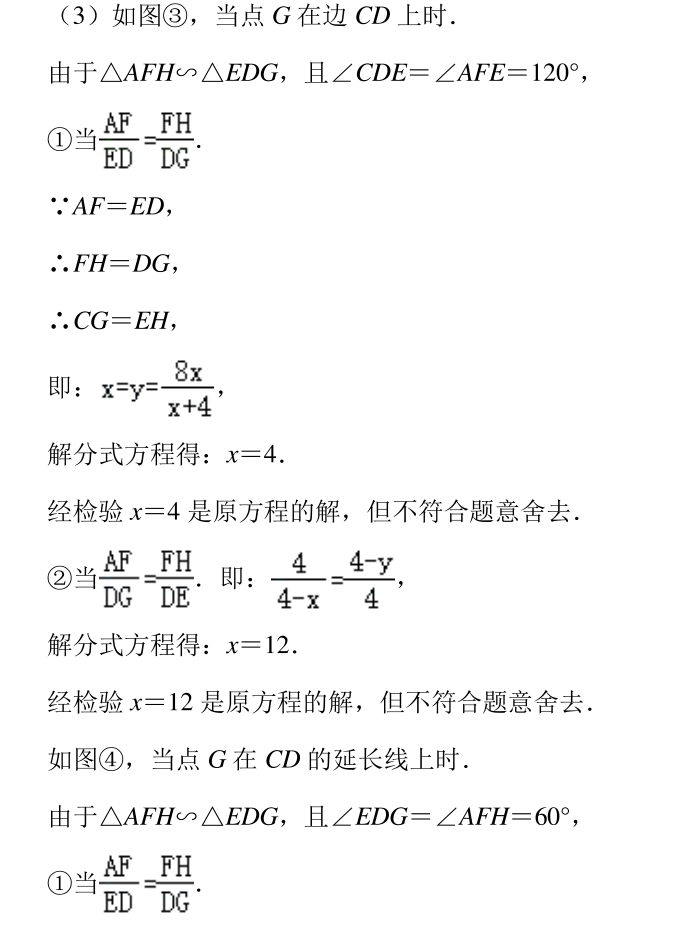 （3）如图③，当点 G 在边 CD 上时．
由于△AFH∽△EDG，且∠CDE＝∠AFE＝120°，
①当AF/ED=FH/DG．
∵AF＝ED，
∴FH＝DG，
∴CG＝EH，
即：x=y=8x/(x+4)，
解分式方程得：x＝4．
经检验 x＝4 是原方程的解，但不符合题意舍去．
②当AF/DG=FH/DE．即：4/(4-x)=(4-y)/4，
解分式方程得：x＝12．
经检验 x＝12 是原方程的解，但不符合题意舍去．
如图④，当点 G 在 CD 的延长线上时．
由于△AFH∽△EDG，且∠EDG＝∠AFH＝60°，
①当AF/ED=FH/DG．